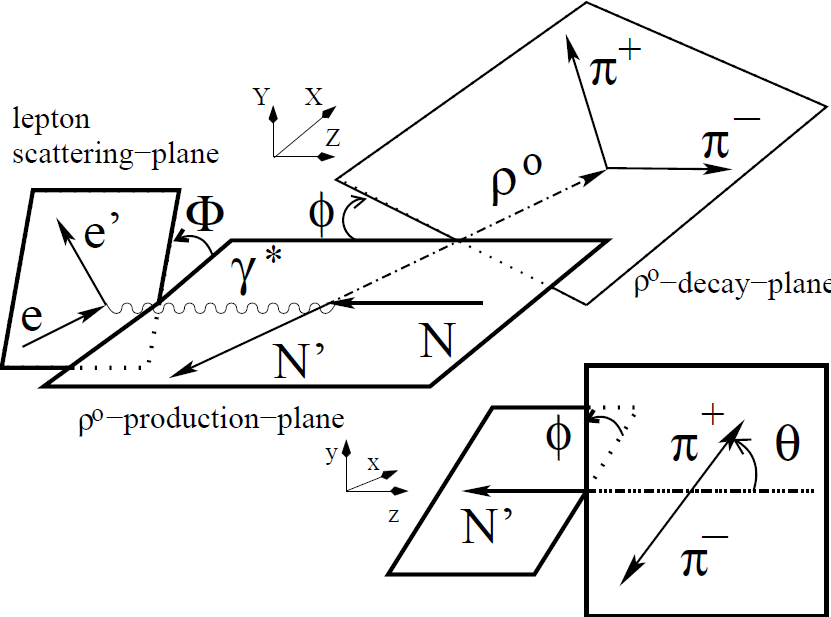 π+
π−
Y
X
Z
lepton
scattering−plane
ρo
ϕ
Φ
e'
γ*
ρo−decay−plane
e
N
N'
ρo−production−plane
y
x
z
ϕ
π+
θ
N'
π−